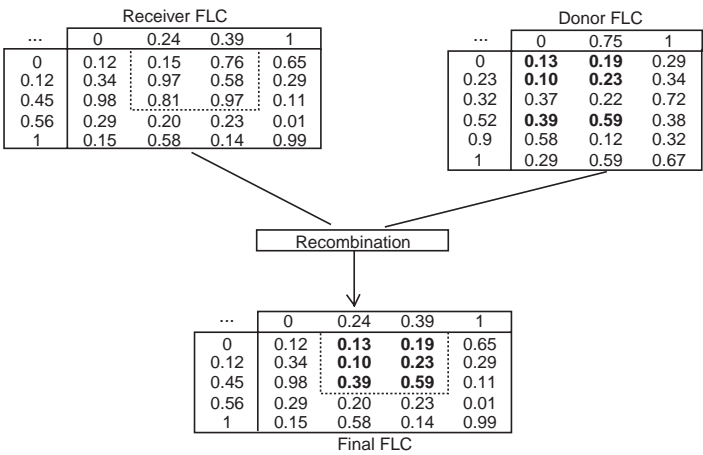 Receiver FLC
... 0 0.24 0.39 1
0 0.12 0.15 0.76 0.65
0.12 0.34 0.97 0.58 0.29
0.45 0.98 0.81 0.97 0.11
0.56 0.29 0.20 0.23 0.01
1 0.15 0.58 0.14 0.99
Donor FLC
... 0 0.75 1
0 0.13 0.19 0.29
0.23 0.10 0.23 0.34
0.32 0.37 0.22 0.72
0.52 0.39 0.59 0.38
0.9 0.58 0.12 0.32
1 0.29 0.59 0.67
Recombination
... 0 0.24 0.39 1
0 0.12 0.13 0.19 0.65
0.12 0.34 0.10 0.23 0.29
0.45 0.98 0.39 0.59 0.11
0.56 0.29 0.20 0.23 0.01
1 0.15 0.58 0.14 0.99
Final FLC